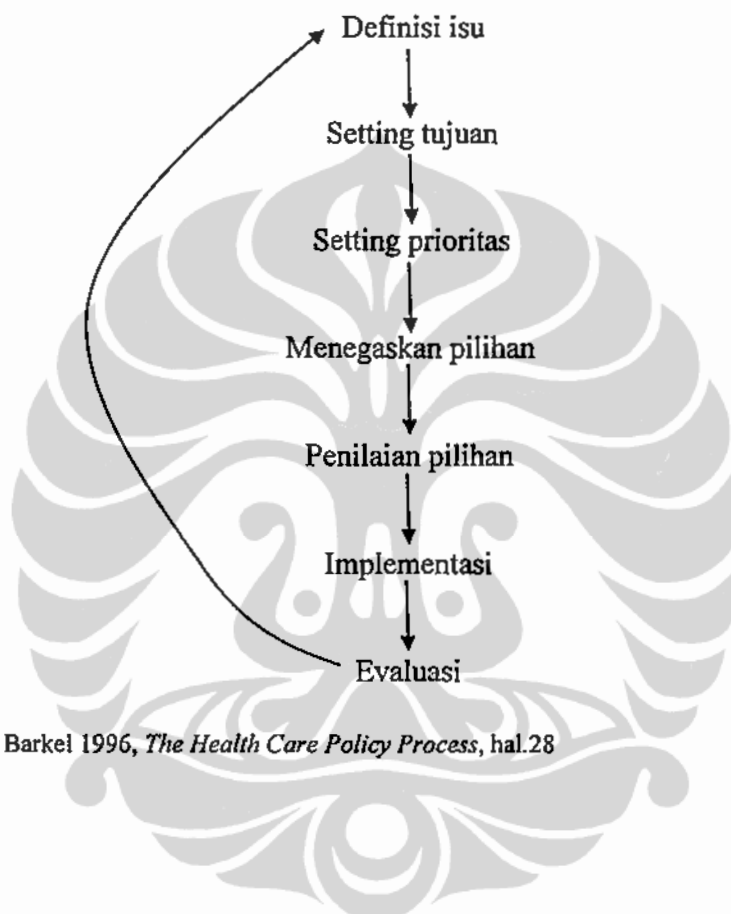 Definisi isu
Setting tujuan
Setting prioritas
Menegaskan pilihan
Penilaian pilihan
Implementasi
Evaluasi
Barkel 1996, The Health Care Policy Process, hal.28